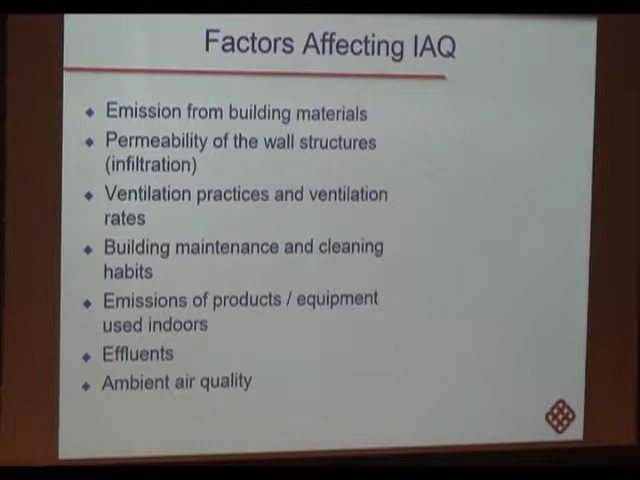 Factors Affecting IAQ
Emission from building materials
Permeability of the wall structures
(infiltration)
Ventilation practices and ventilation
rates
Building maintenance and cleaning
habits
Emissions of products / equipment
used indoors
Effluents
Ambient air quality